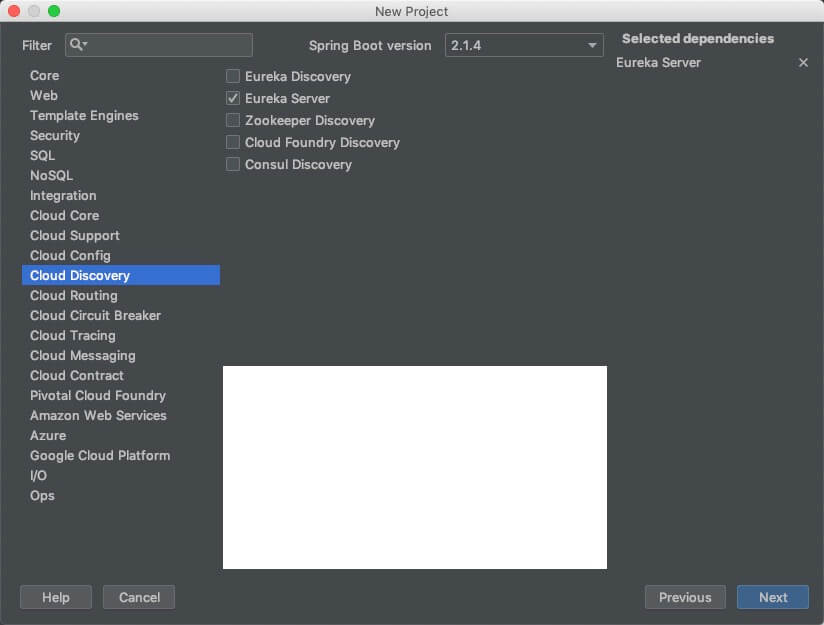 New Project
Filter
Spring Boot version 2.1.4
Selected dependencies
Eureka Server
Core
Web
Template Engines
Security
SQL
NoSQL
Integration
Cloud Core
Cloud Support
Cloud Config
Cloud Discovery
Cloud Routing
Cloud Circuit Breaker
Cloud Tracing
Cloud Messaging
Cloud Contract
Pivotal Cloud Foundry
Amazon Web Services
Azure
Google Cloud Platform
I/O
Ops
Eureka Discovery
Eureka Server
Zookeeper Discovery
Cloud Foundry Discovery
Consul Discovery
Help
Cancel
Previous
Next